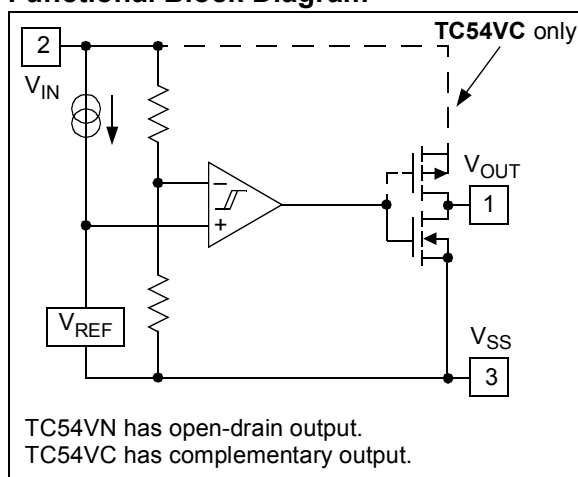 Functional Block Diagram
TC54VC only
2
VIN
VOUT
1
−
+
VREF
VSS
3
TC54VN has open-drain output.
TC54VC has complementary output.